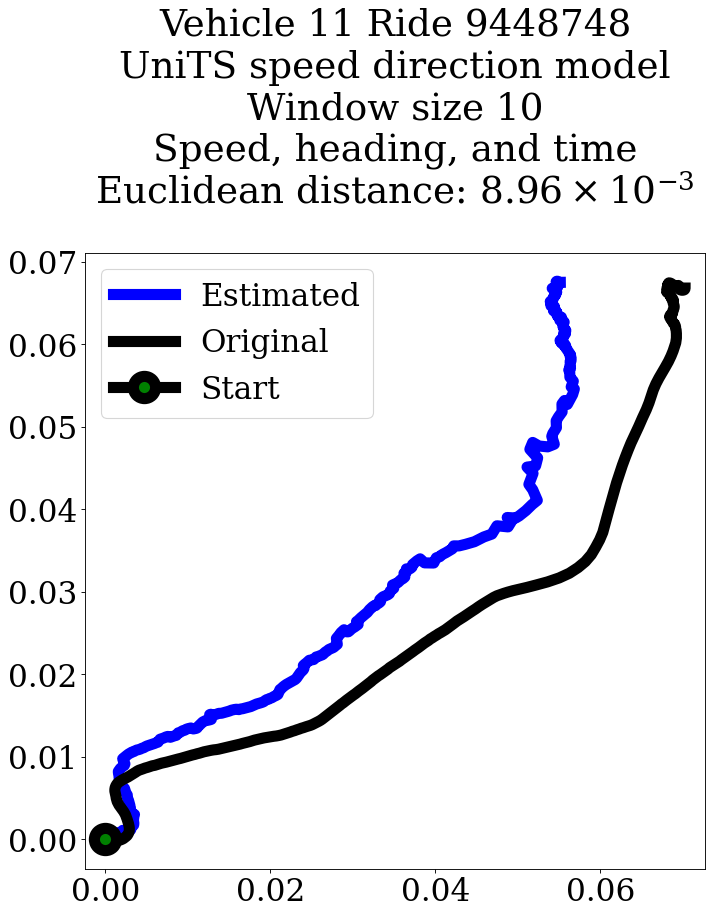 Vehicle 11 Ride 9448748
UniTS speed direction model
Window size 10
Speed, heading, and time
Euclidean distance: 8.96 × 10⁻³
0.07
0.06
0.05
0.04
0.03
0.02
0.01
0.00
Estimated
Original
Start
0.00 0.02 0.04 0.06